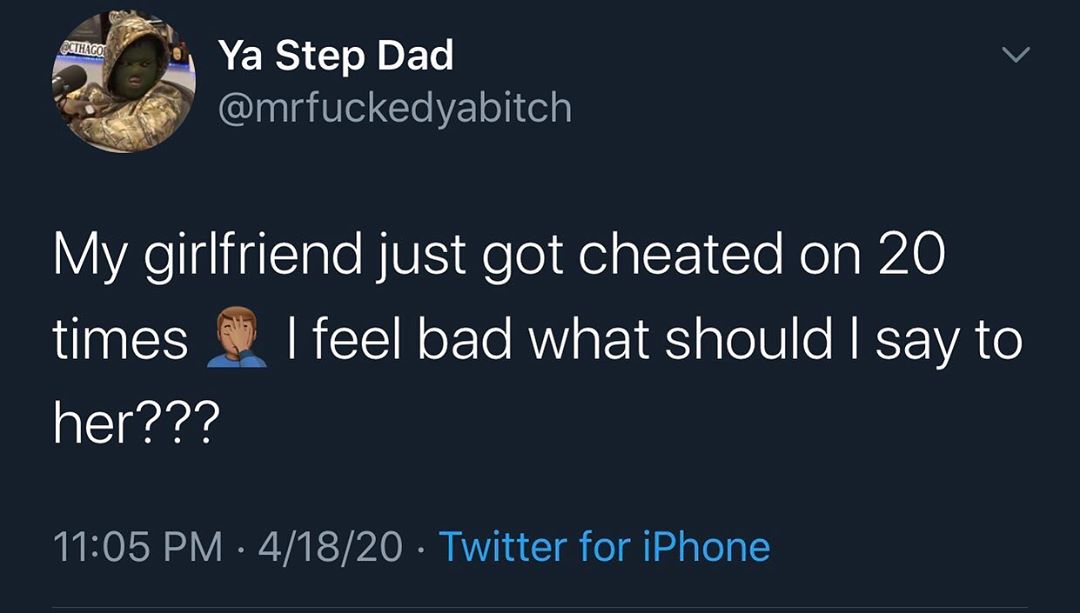 @CTHAGO
Ya Step Dad
@mrfuckedyabitch
My girlfriend just got cheated on 20
times 🤦🏽‍♂️ I feel bad what should I say to
her???
11:05 PM · 4/18/20 · Twitter for iPhone